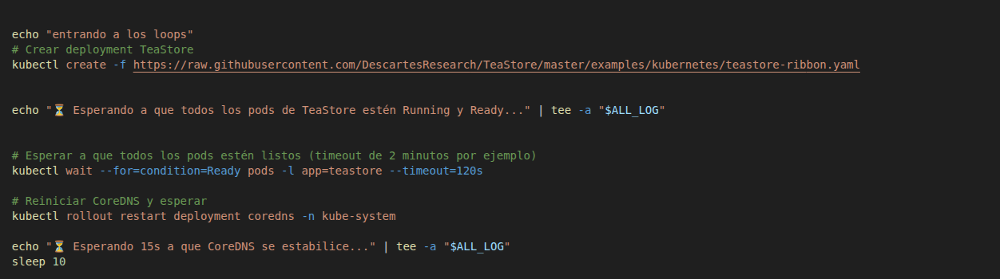 echo "entrando a los loops"
# Crear deployment TeaStore
kubectl create -f https://raw.githubusercontent.com/DescartesResearch/TeaStore/master/examples/kubernetes/teastore-ribbon.yaml
echo "⏳ Esperando a que todos los pods de TeaStore estén Running y Ready..." | tee -a "$ALL_LOG"
# Esperar a que todos los pods estén listos (timeout de 2 minutos por ejemplo)
kubectl wait --for=condition=Ready pods -l app=teastore --timeout=120s
# Reiniciar CoreDNS y esperar
kubectl rollout restart deployment coredns -n kube-system
echo "⏳ Esperando 15s a que CoreDNS se estabilice..." | tee -a "$ALL_LOG"
sleep 10